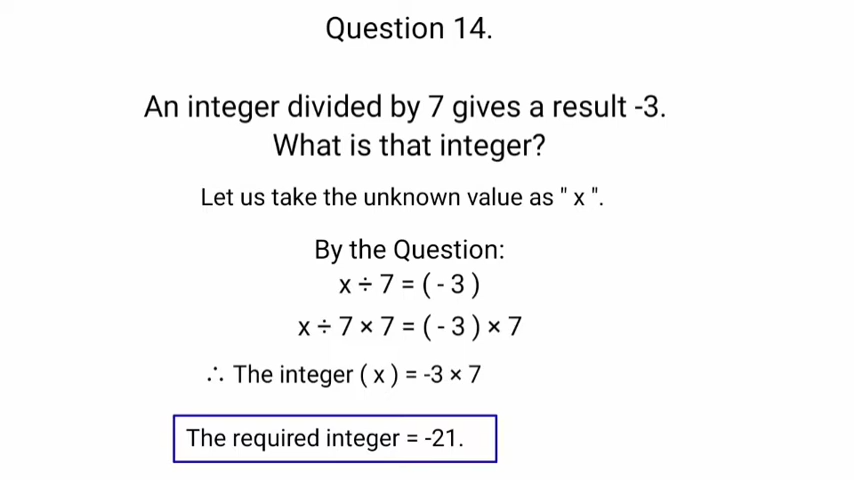 Question 14.
An integer divided by 7 gives a result -3.
What is that integer?
Let us take the unknown value as " x ".
By the Question:
x ÷ 7 = ( - 3 )
x ÷ 7 × 7 = ( - 3 ) × 7
∴ The integer ( x ) = -3 × 7
The required integer = -21.